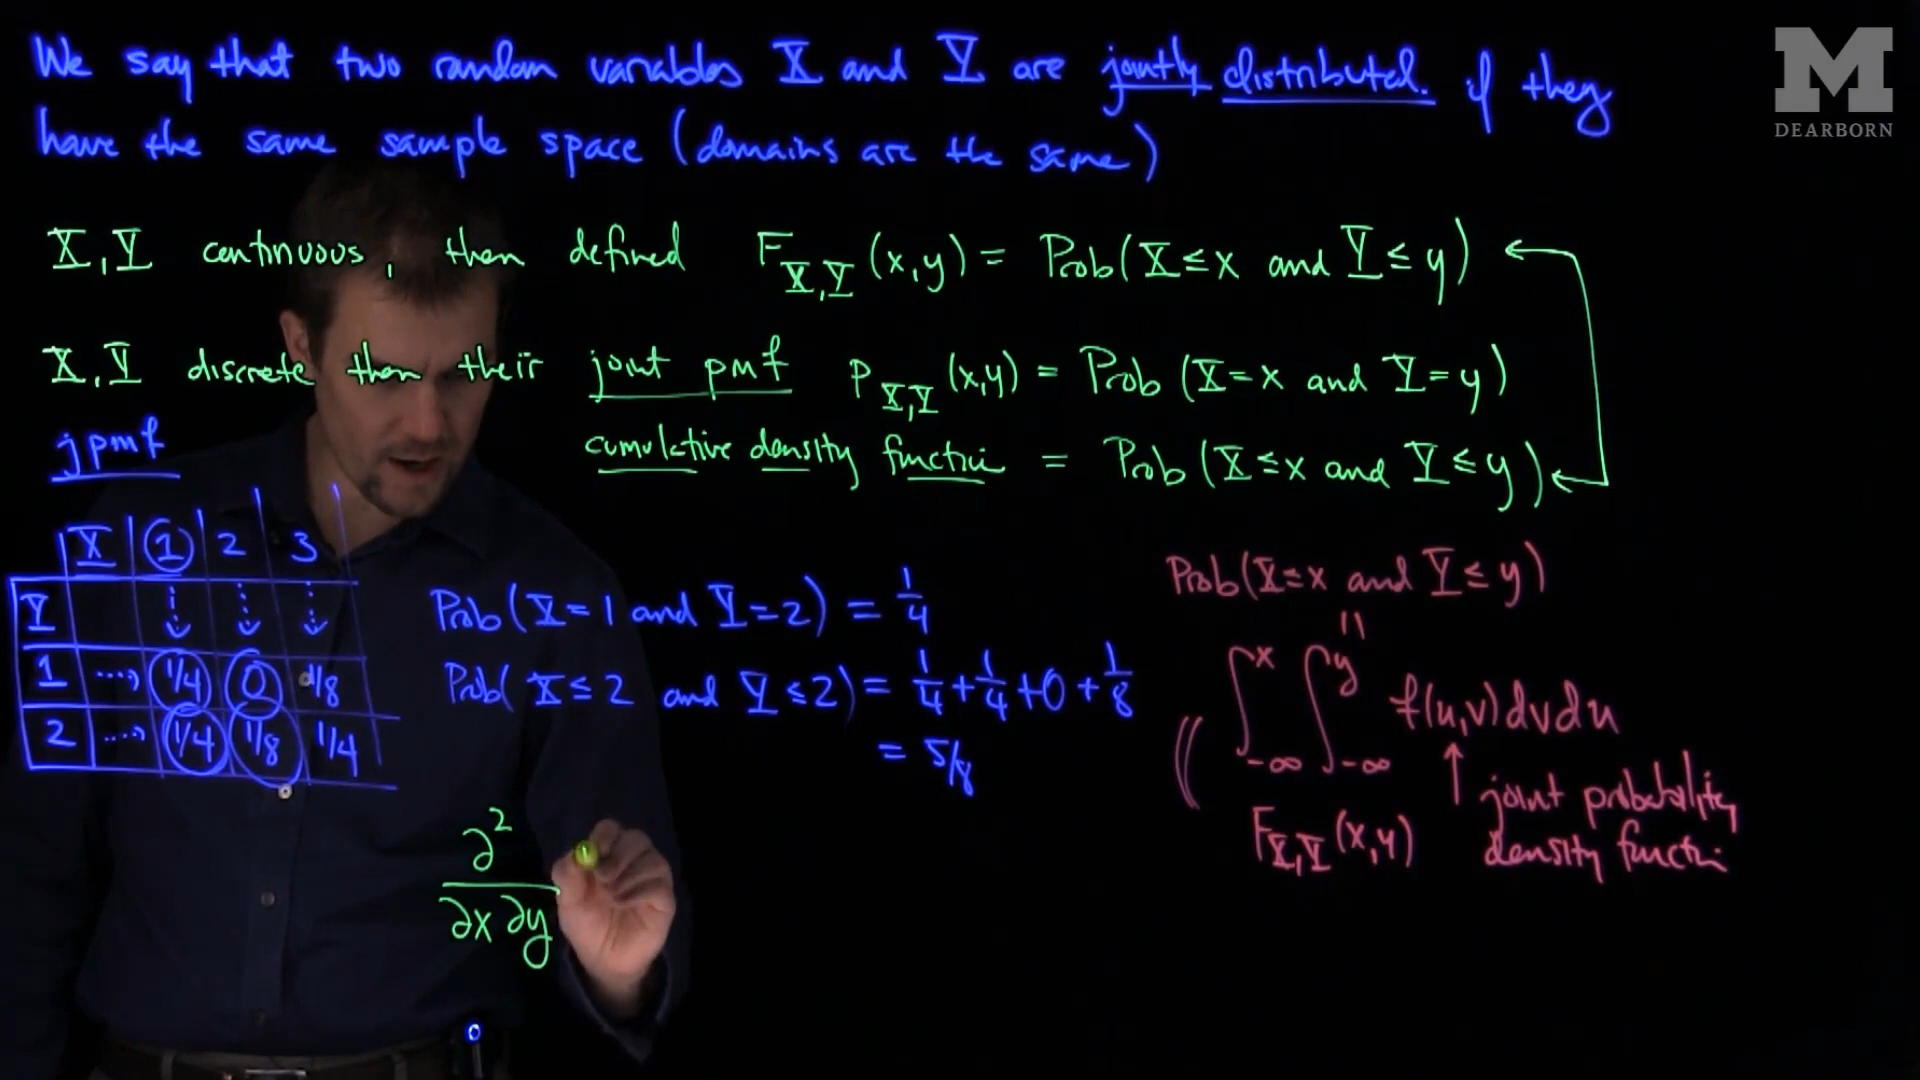 We say that two random variables X and Y are jointly distributed. if they
have the same sample space (domains are the same)
M
DEARBORN
X,Y continuous, then defined F_{X,Y}(x,y) = Prob(X≤x and Y≤y)
X,Y discrete then their joint pmf p_{X,Y}(x,y) = Prob(X=x and Y=y)
cumulative density function = Prob(X≤x and Y≤y)
jpmf
X 1 2 3
Y
1 ....> 1/4 0 1/8
2 ....> 1/4 1/8 1/4
Prob(X=1 and Y=2) = 1/4
Prob(X≤2 and Y≤2) = 1/4+1/4+0+1/8
= 5/8
∂²
∂x ∂y
Prob(X≤x and Y≤y)
=
∫_{-∞}^{x} ∫_{-∞}^{y} f(u,v)dvdu
=
F_{X,Y}(x,y)
↑ joint probability
density function